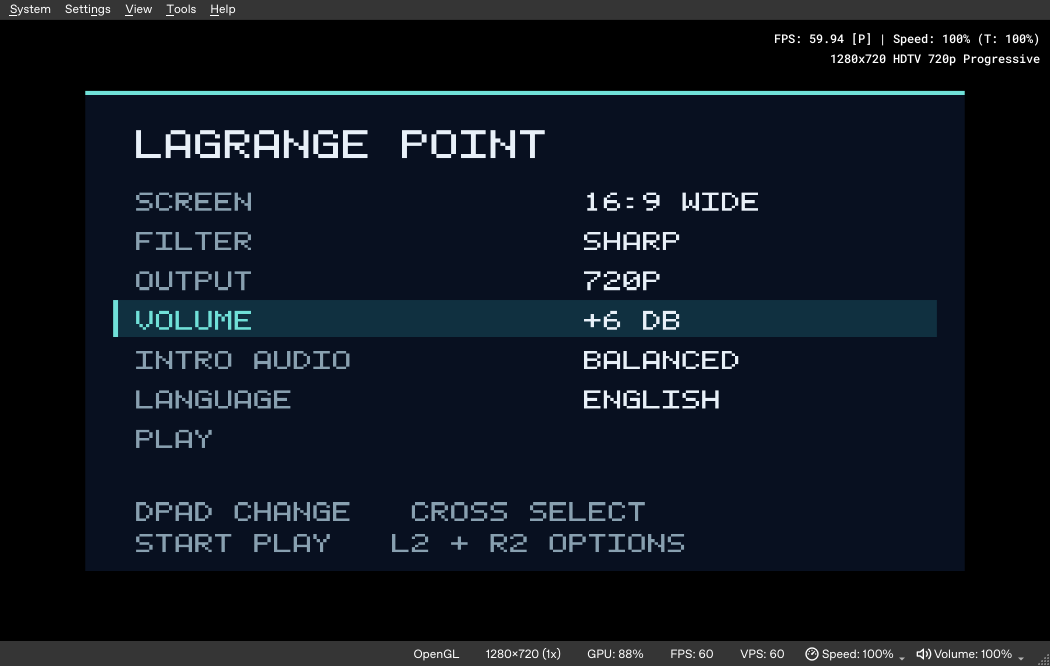 System Settings View Tools Help
FPS: 59.94 [P] | Speed: 100% (T: 100%)
1280x720 HDTV 720p Progressive
LAGRANGE POINT
SCREEN 16:9 WIDE
FILTER SHARP
OUTPUT 720P
VOLUME +6 DB
INTRO AUDIO BALANCED
LANGUAGE ENGLISH
PLAY
DPAD CHANGE CROSS SELECT
START PLAY L2 + R2 OPTIONS
OpenGL 1280×720 (1x) GPU: 88% FPS: 60 VPS: 60 Speed: 100% Volume: 100%